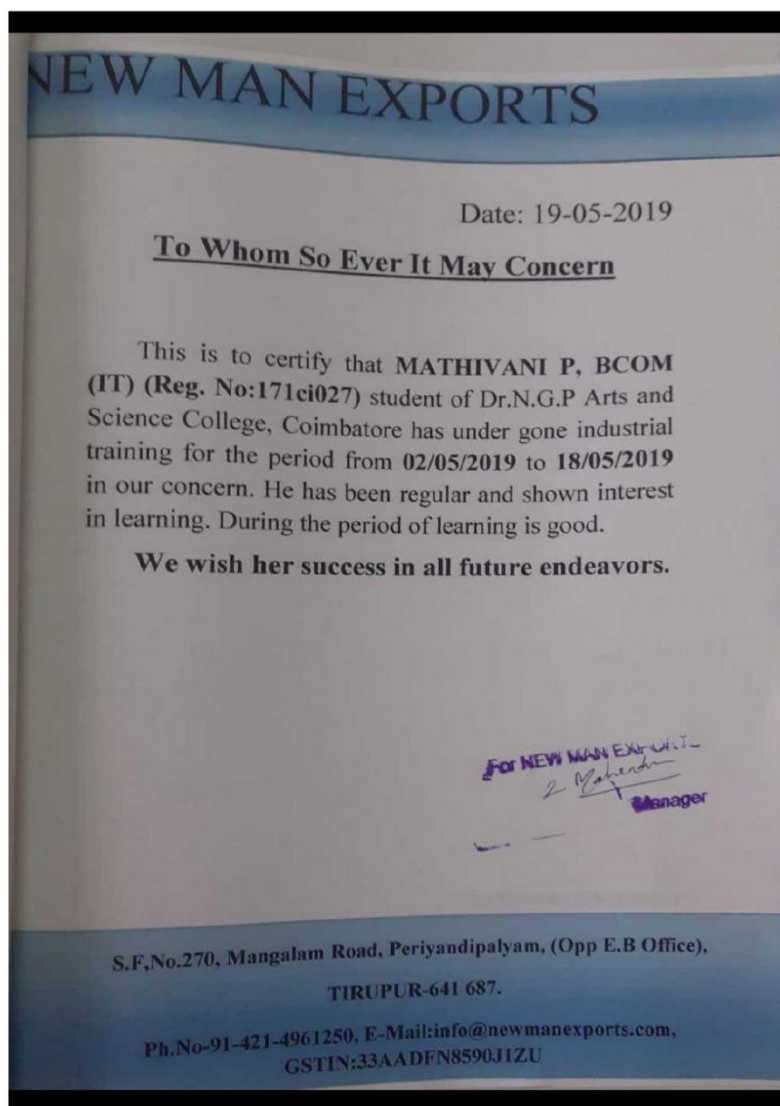 NEW MAN EXPORTS
Date: 19-05-2019
To Whom So Ever It May Concern
This is to certify that MATHIVANI P, BCOM
(IT) (Reg. No:171ci027) student of Dr.N.G.P Arts and
Science College, Coimbatore has under gone industrial
training for the period from 02/05/2019 to 18/05/2019
in our concern. He has been regular and shown interest
in learning. During the period of learning is good.
We wish her success in all future endeavors.
For NEW MAN EXPORTS
Manager
S.F,No.270, Mangalam Road, Periyandipalyam, (Opp E.B Office),
TIRUPUR-641 687.
Ph.No-91-421-4961250, E-Mail:info@newmanexports.com,
GSTIN:33AADFN8590J1ZU